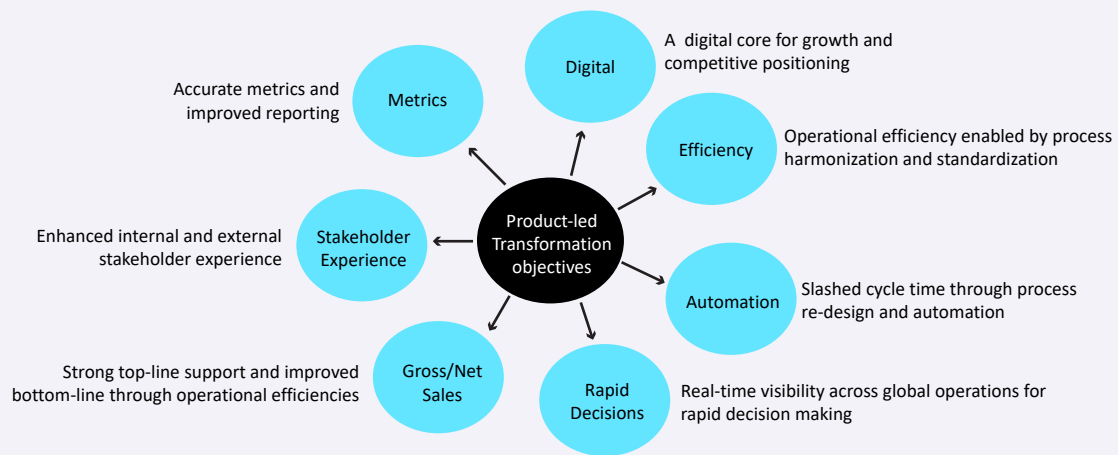 Digital
A  digital core for growth and
competitive positioning
Metrics
Accurate metrics and
improved reporting
Efficiency
Operational efficiency enabled by process
harmonization and standardization
Product-led
Transformation
objectives
Stakeholder
Experience
Enhanced internal and external
stakeholder experience
Automation
Slashed cycle time through process
re-design and automation
Gross/Net
Sales
Strong top-line support and improved
bottom-line through operational efficiencies
Rapid
Decisions
Real-time visibility across global operations for
rapid decision making